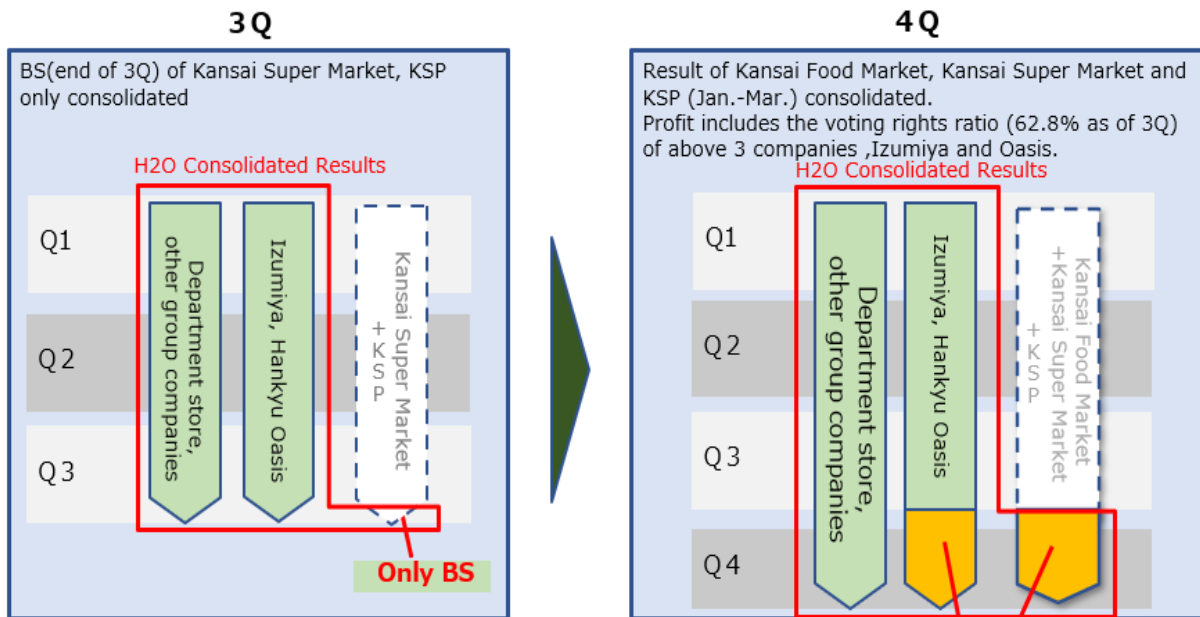 3Q
BS(end of 3Q) of Kansai Super Market, KSP
only consolidated
H2O Consolidated Results
Q1
Q2
Q3
Department store,
other group companies
Izumiya, Hankyu Oasis
Kansai Super Market
+KSP
Only BS
4Q
Result of Kansai Food Market, Kansai Super Market and
KSP (Jan.-Mar.) consolidated.
Profit includes the voting rights ratio (62.8% as of 3Q)
of above 3 companies ,Izumiya and Oasis.
H2O Consolidated Results
Q1
Q2
Q3
Q4
Department store,
other group companies
Izumiya, Hankyu Oasis
Kansai Food Market
+Kansai Super Market
+KSP